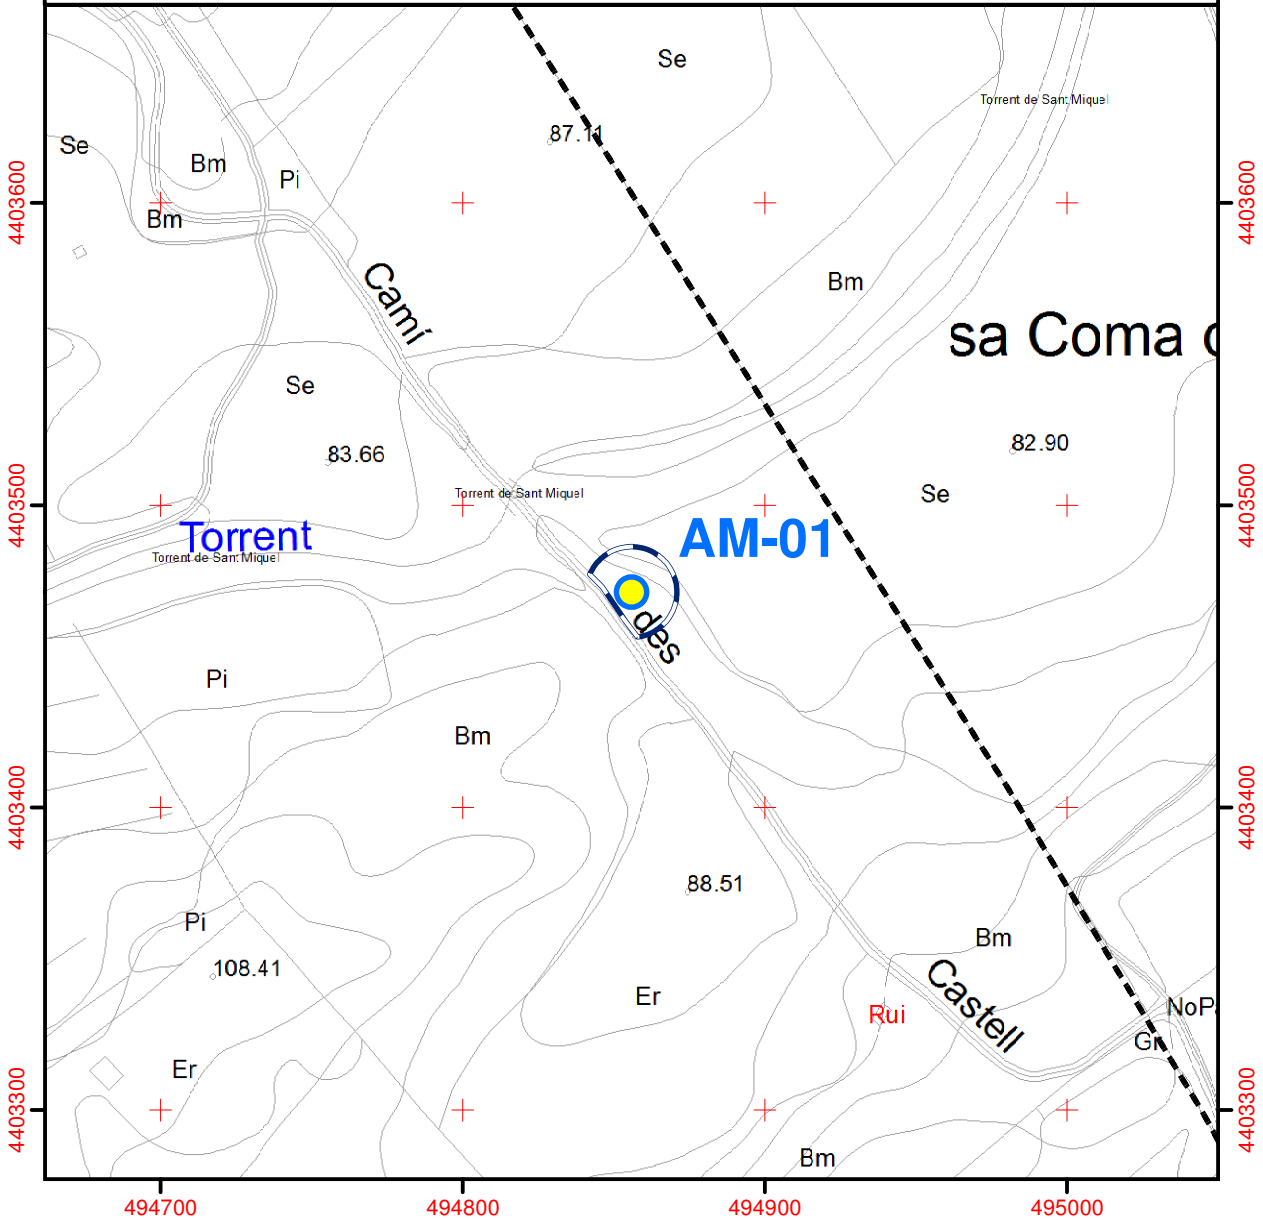 Se
Torrent de Sant Miquel
87.11
Se
Bm
Pi
4403600
4403600
Bm
Bm
Camí
sa Coma
Se
83.66
82.90
Se
Torrent de Sant Miquel
4403500
4403500
Torrent
AM-01
Torrent de Sant Miquel
des
Pi
Bm
4403400
4403400
88.51
Pi
Bm
108.41
Er
Castell
NoP
Rui
Gr
Er
4403300
4403300
Bm
494700
494800
494900
495000